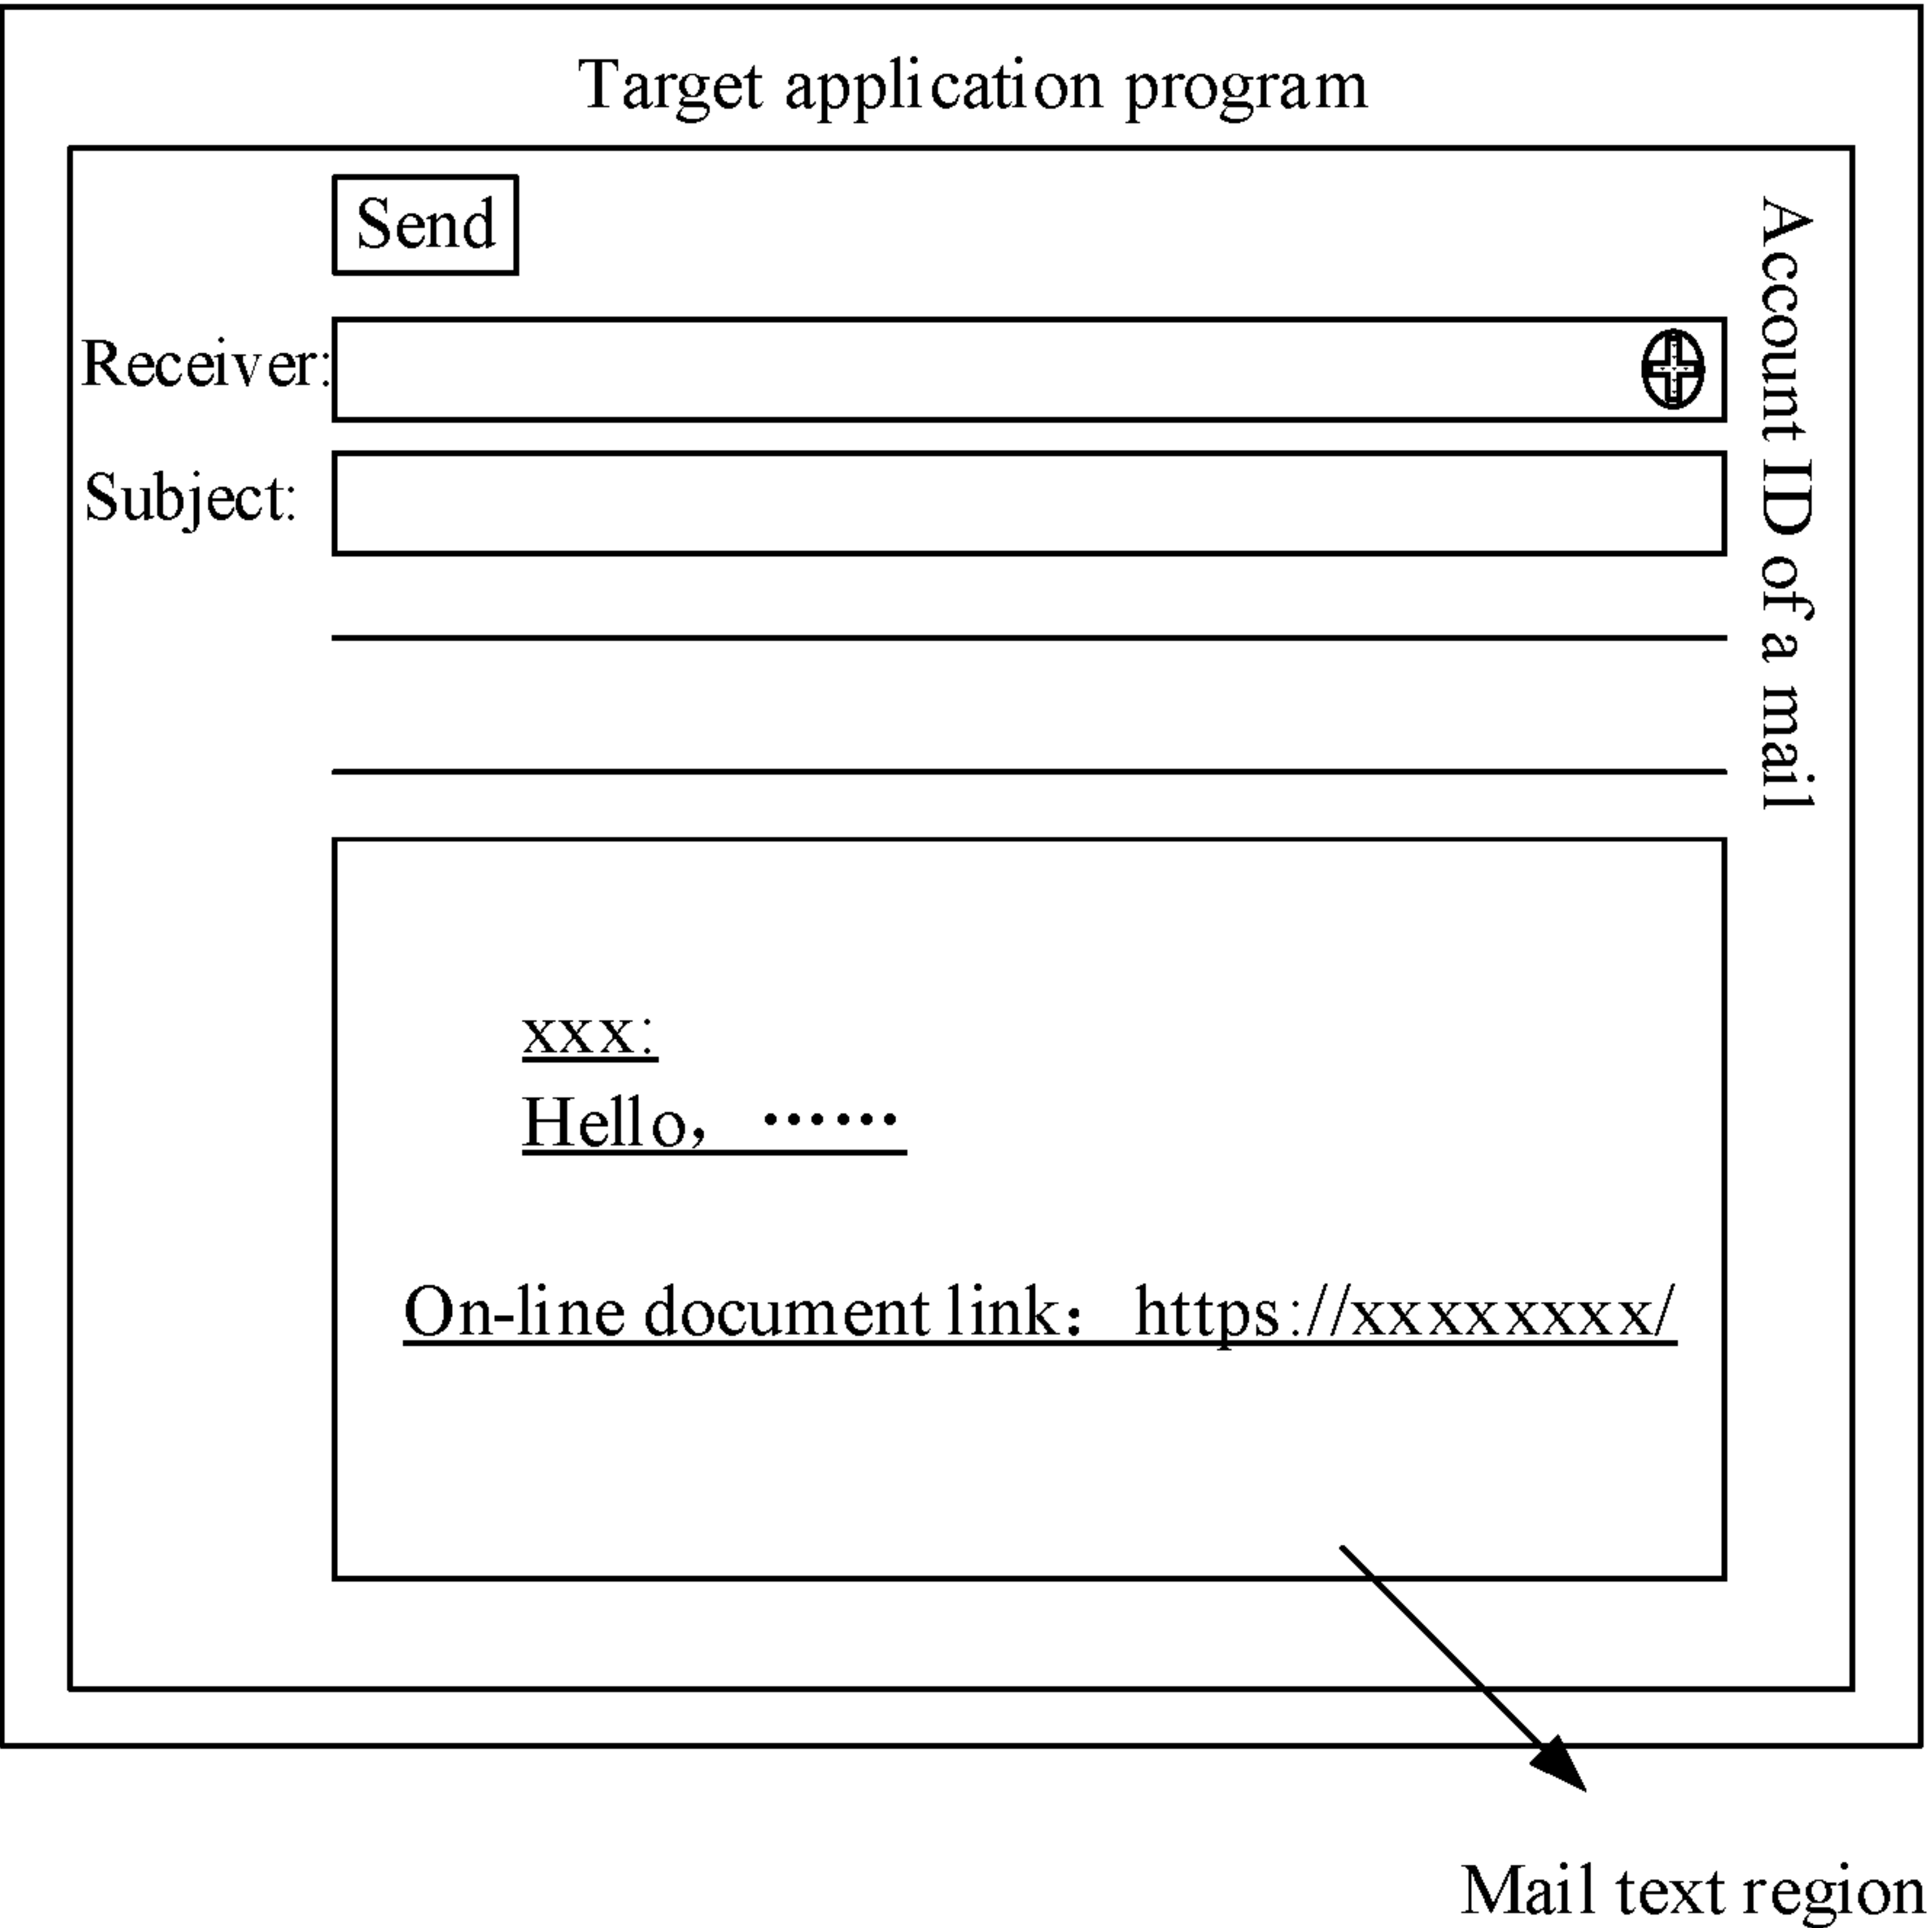 Target application program
Send
Receiver:
Subject:
Account ID of a mail
xxx:
Hello, ······
On-line document link： https://xxxxxxxx/
Mail text region